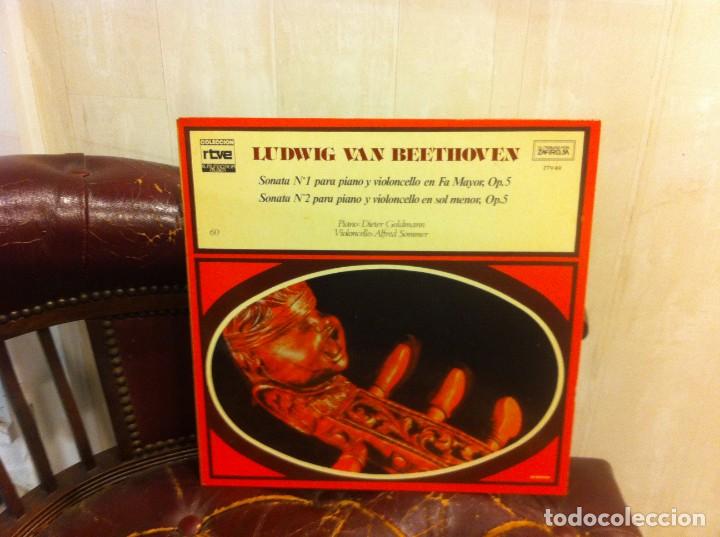 COLECCION
rtve
LUDWIG VAN BEETHOVEN
ZAFIRO,S.A
Sonata Nº1 para piano y violoncello en Fa Mayor, Op.5
Sonata Nº2 para piano y violoncello en sol menor, Op.5
Piano: Dieter Goldmann
Violoncello: Alfred Sommer
60
todocoleccion